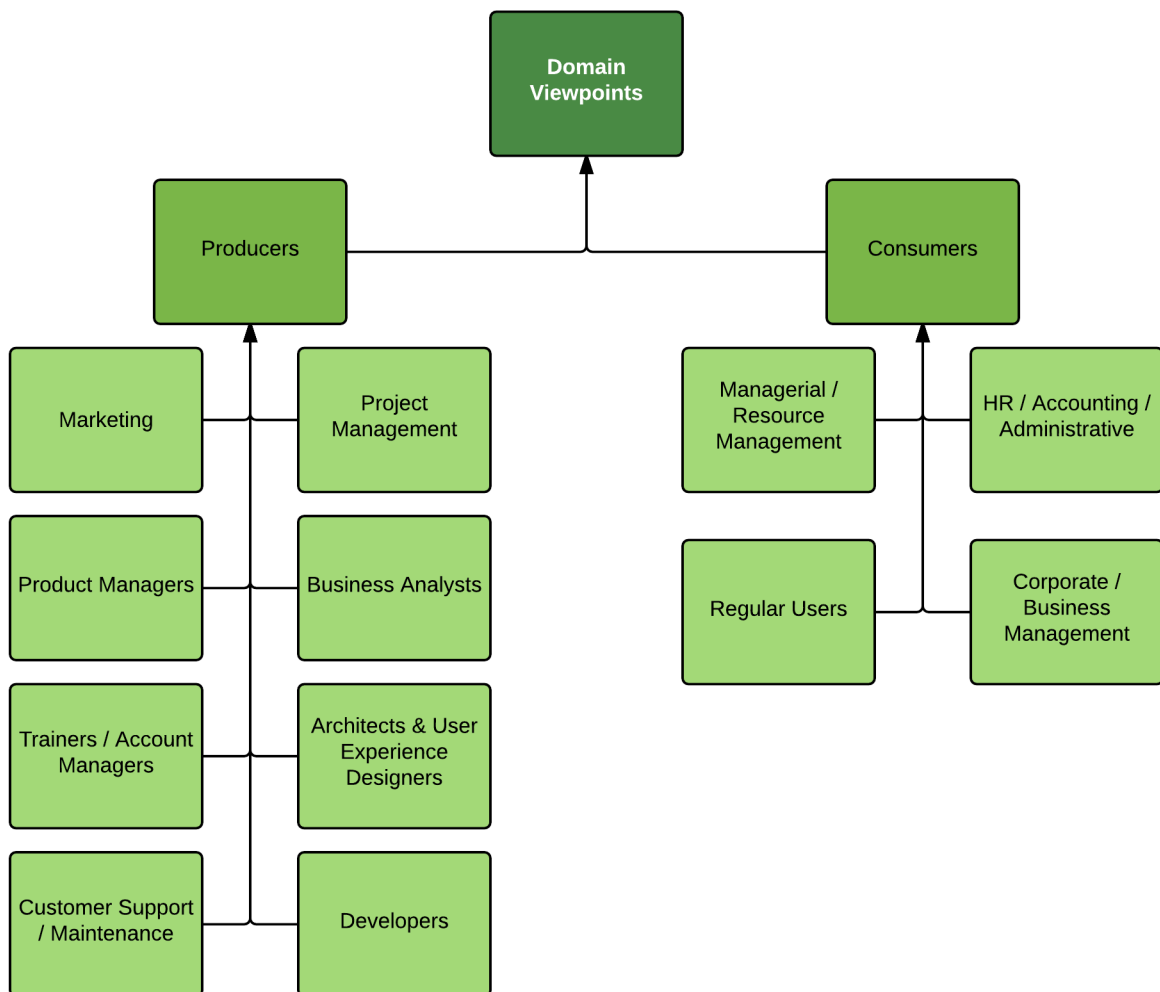 Domain
Viewpoints
Producers
Consumers
Marketing
Project
Management
Managerial /
Resource
Management
HR / Accounting /
Administrative
Product Managers
Business Analysts
Regular Users
Corporate /
Business
Management
Trainers / Account
Managers
Architects & User
Experience
Designers
Customer Support
/ Maintenance
Developers